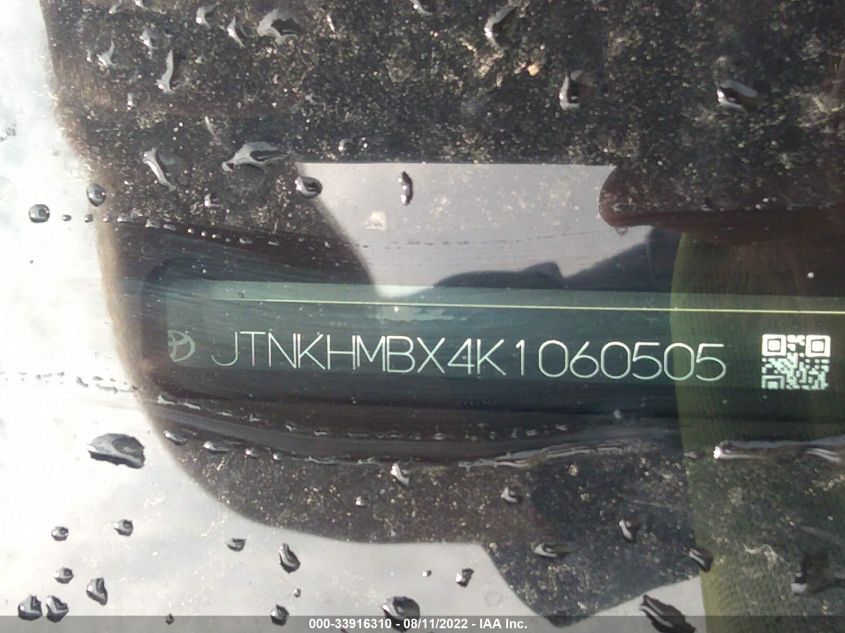 JTNKHMBX4K1060505
000-33916310 - 08/11/2022 - IAA Inc.